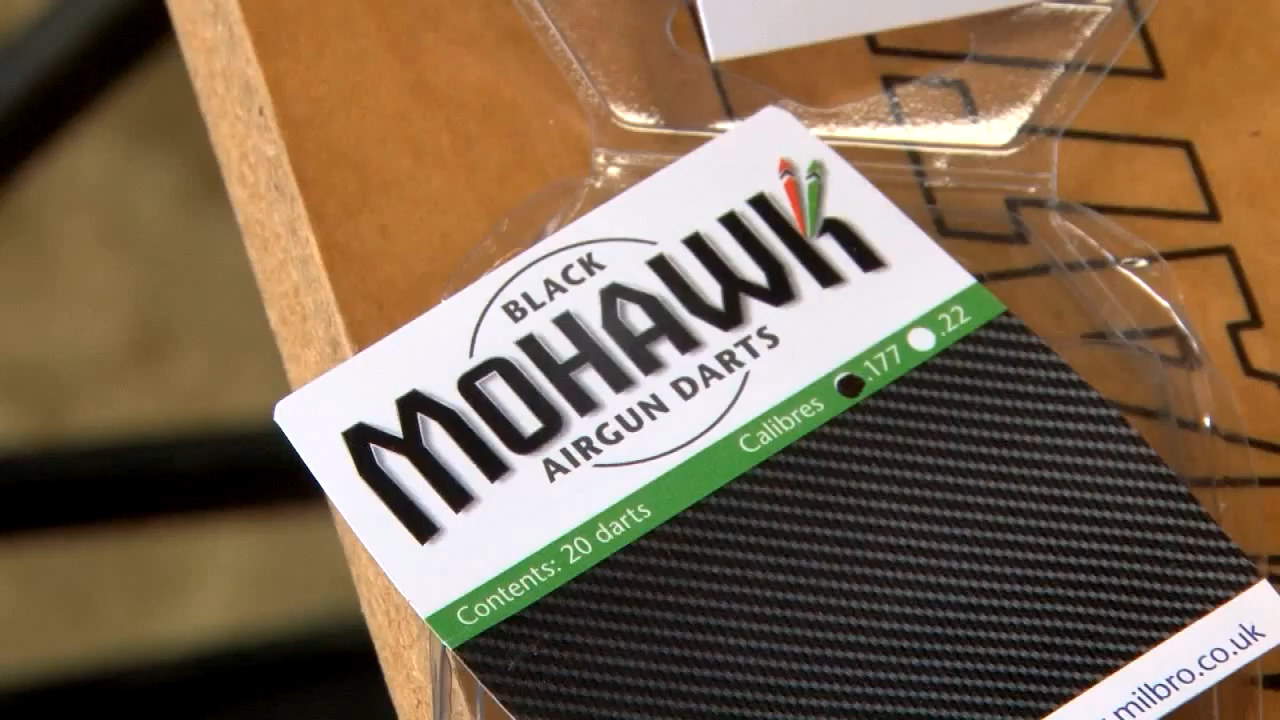 BLACK
MOHAWK
AIRGUN DARTS
Contents: 20 darts Calibres .177 .22
milbro.co.uk